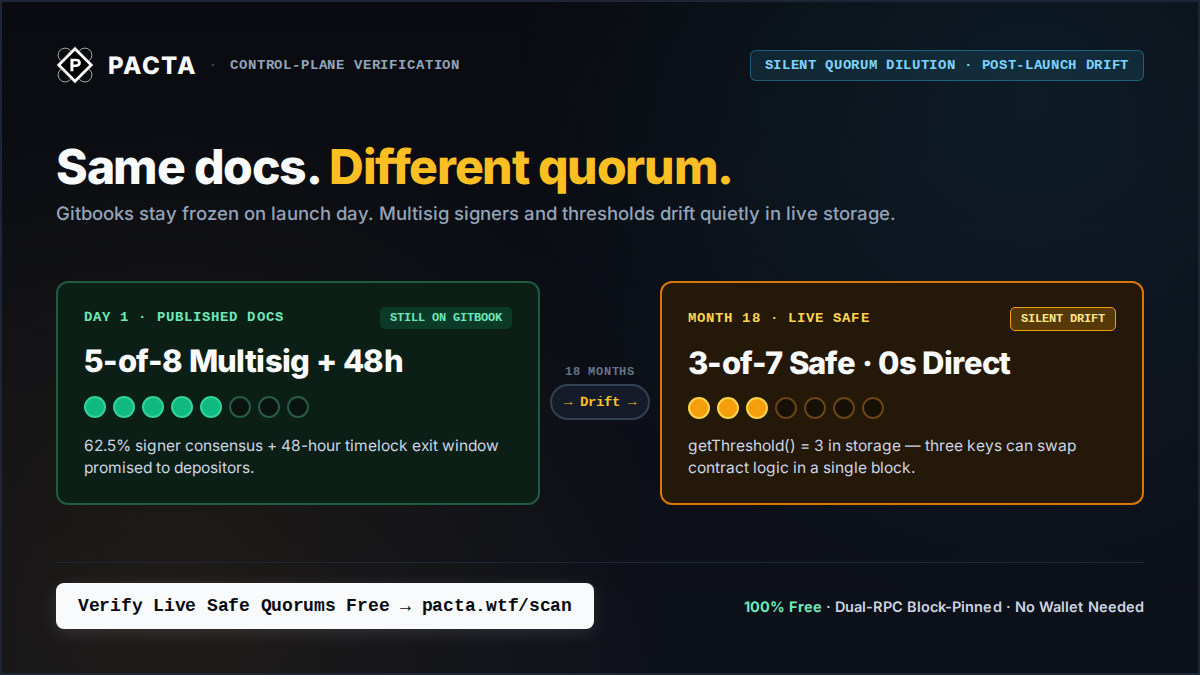 P PACTA · CONTROL-PLANE VERIFICATION
SILENT QUORUM DILUTION · POST-LAUNCH DRIFT
Same docs. Different quorum.
Gitbooks stay frozen on launch day. Multisig signers and thresholds drift quietly in live storage.
DAY 1 · PUBLISHED DOCS
STILL ON GITBOOK
5-of-8 Multisig + 48h
62.5% signer consensus + 48-hour timelock exit window
promised to depositors.
18 MONTHS
→ Drift →
MONTH 18 · LIVE SAFE
SILENT DRIFT
3-of-7 Safe · 0s Direct
getThreshold() = 3 in storage — three keys can swap
contract logic in a single block.
Verify Live Safe Quorums Free → pacta.wtf/scan
100% Free · Dual-RPC Block-Pinned · No Wallet Needed